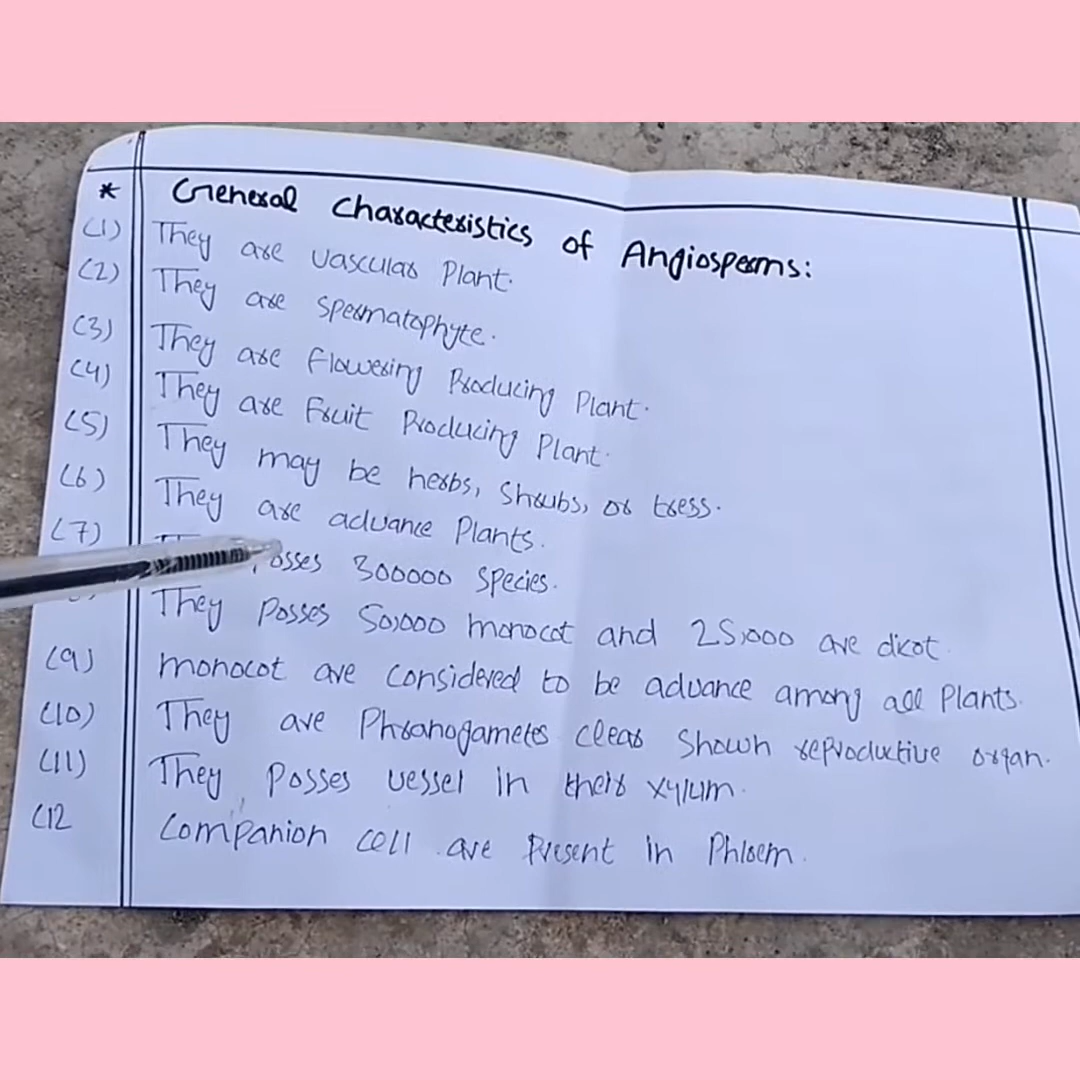 * General characteristics of Angiosperms:
(1) They are vascular Plant.
(2) They are spermatophyte.
(3) They are flowering Producing Plant.
(4) They are Fruit Producing Plant.
(5) They may be herbs, Shrubs, or tress.
(6) They are advance Plants.
(7) 300000 species.
They Posses 50,000 monocot and 25,000 are dicot.
(9) monocot are considered to be advance among all Plants.
(10) They are Phranogametes clear shown reproductive organ.
(11) They Posses vessel in their xylum.
(12 Companion cell are Present in Phloem.